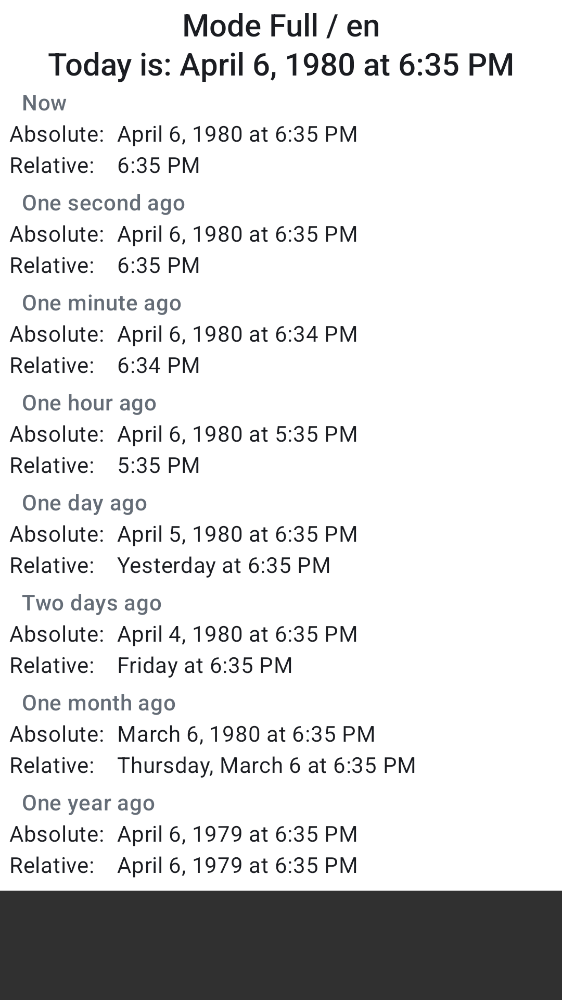 Mode Full / en
Today is: April 6, 1980 at 6:35 PM
Now
Absolute: April 6, 1980 at 6:35 PM
Relative: 6:35 PM
One second ago
Absolute: April 6, 1980 at 6:35 PM
Relative: 6:35 PM
One minute ago
Absolute: April 6, 1980 at 6:34 PM
Relative: 6:34 PM
One hour ago
Absolute: April 6, 1980 at 5:35 PM
Relative: 5:35 PM
One day ago
Absolute: April 5, 1980 at 6:35 PM
Relative: Yesterday at 6:35 PM
Two days ago
Absolute: April 4, 1980 at 6:35 PM
Relative: Friday at 6:35 PM
One month ago
Absolute: March 6, 1980 at 6:35 PM
Relative: Thursday, March 6 at 6:35 PM
One year ago
Absolute: April 6, 1979 at 6:35 PM
Relative: April 6, 1979 at 6:35 PM